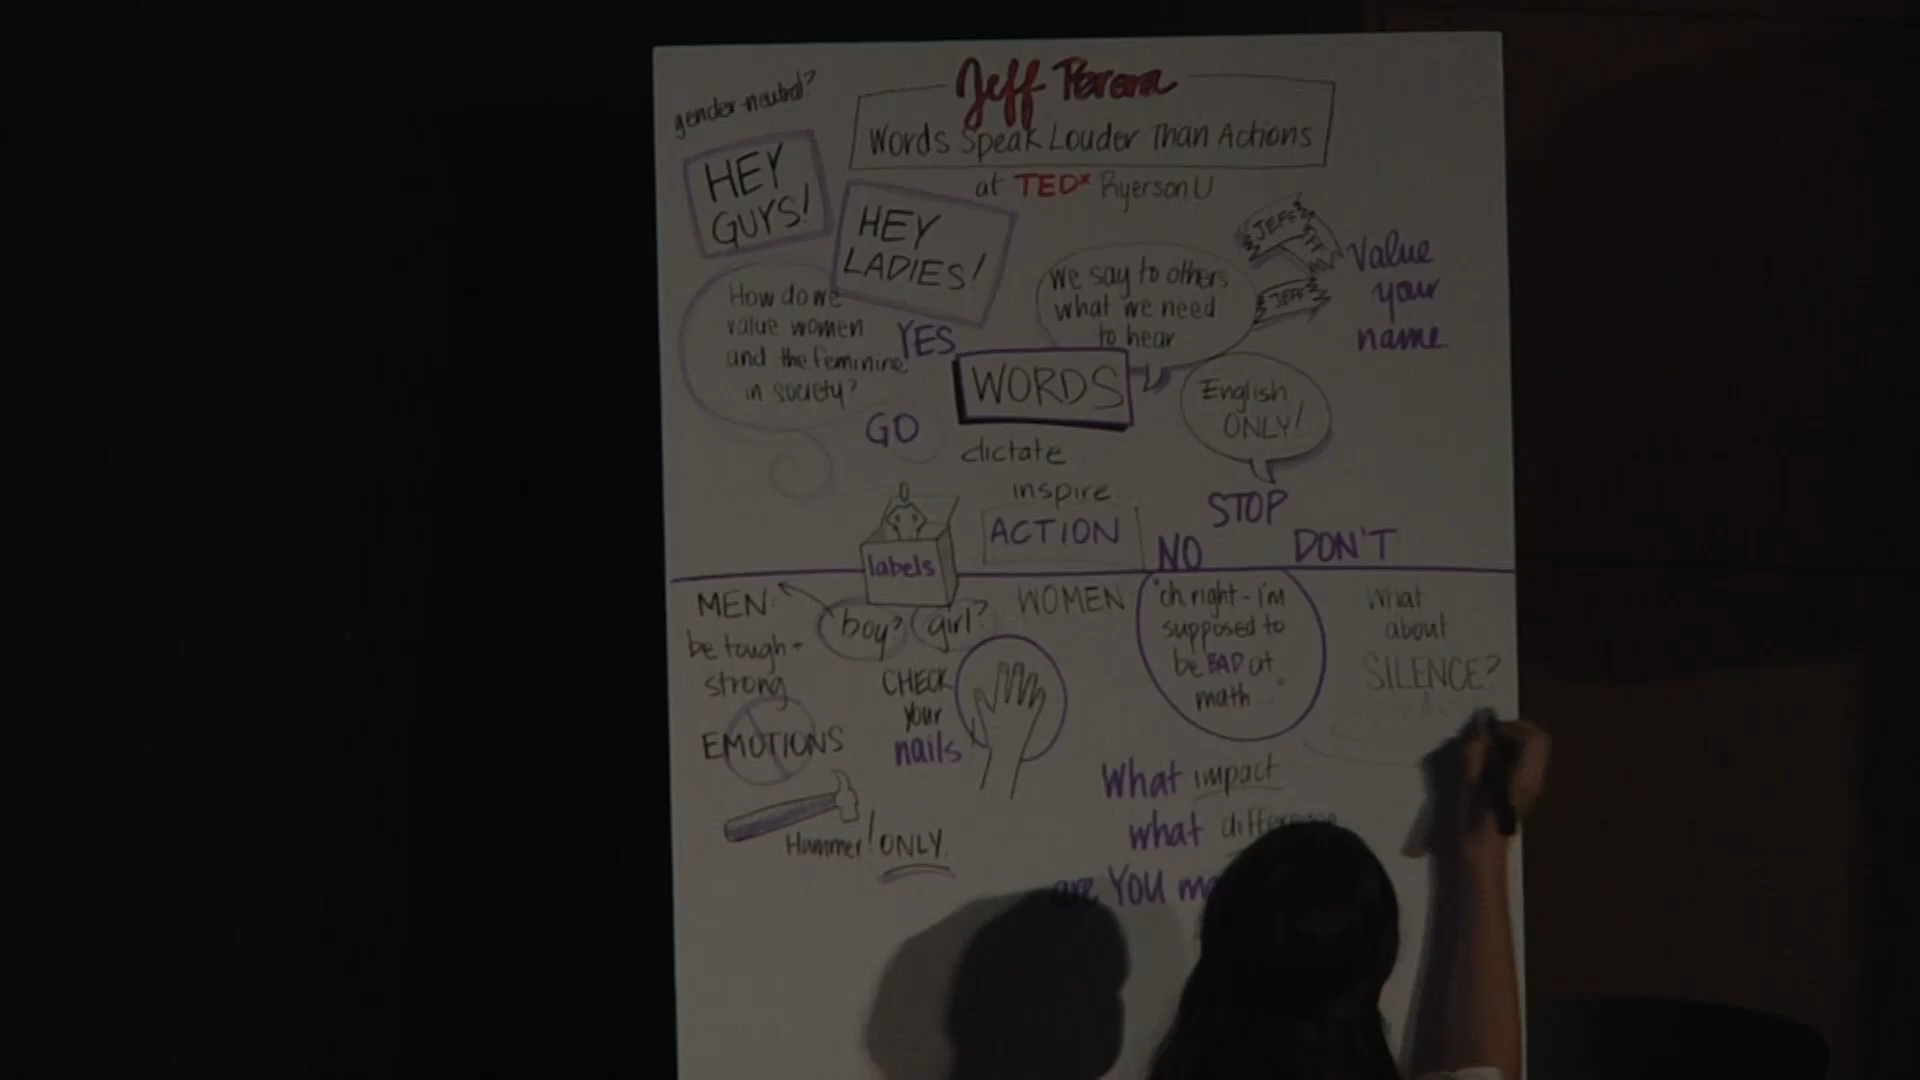 gender-neutral?
Jeff Perera
Words Speak Louder Than Actions
at TEDx RyersonU
HEY
GUYS!
HEY
LADIES!
How do we
value women
and the feminine
in society?
We say to others
what we need
to hear
JEFF
JEFF
Value
your
name
YES
GO
WORDS
dictate
inspire
ACTION
English
ONLY!
STOP
NO
DON'T
labels
boy?
girl?
MEN
be tough +
strong
EMOTIONS
Hammer! ONLY.
WOMEN
CHECK
your
nails
"oh right - I'm
supposed to
be BAD at
math..."
What
about
SILENCE?
What impact
what difference
are YOU